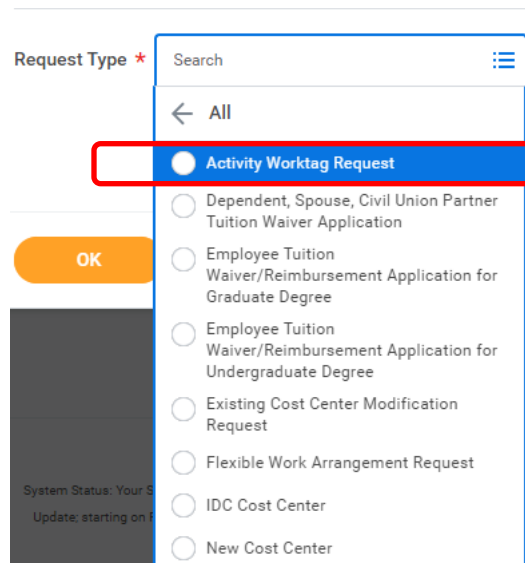 Request Type *
Search
All
Activity Worktag Request
Dependent, Spouse, Civil Union Partner
Tuition Waiver Application
Employee Tuition
Waiver/Reimbursement Application for
Graduate Degree
Employee Tuition
Waiver/Reimbursement Application for
Undergraduate Degree
Existing Cost Center Modification
Request
Flexible Work Arrangement Request
IDC Cost Center
New Cost Center
OK
System Status: Your S
Update; starting on F